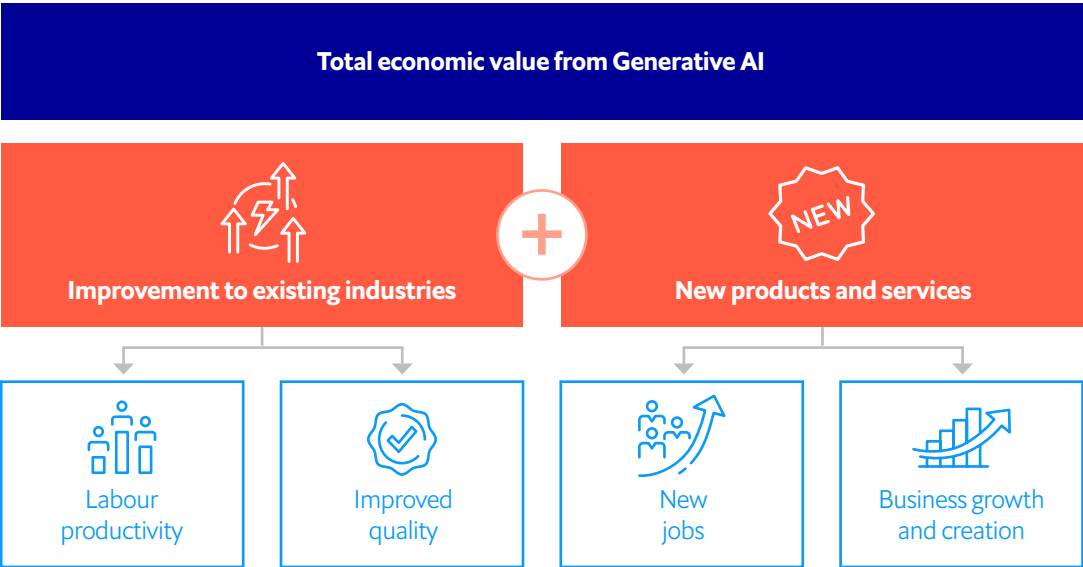 Total economic value from Generative AI
NEW
Improvement to existing industries
New products and services
Labour
productivity
Improved
quality
New
jobs
Business growth
and creation